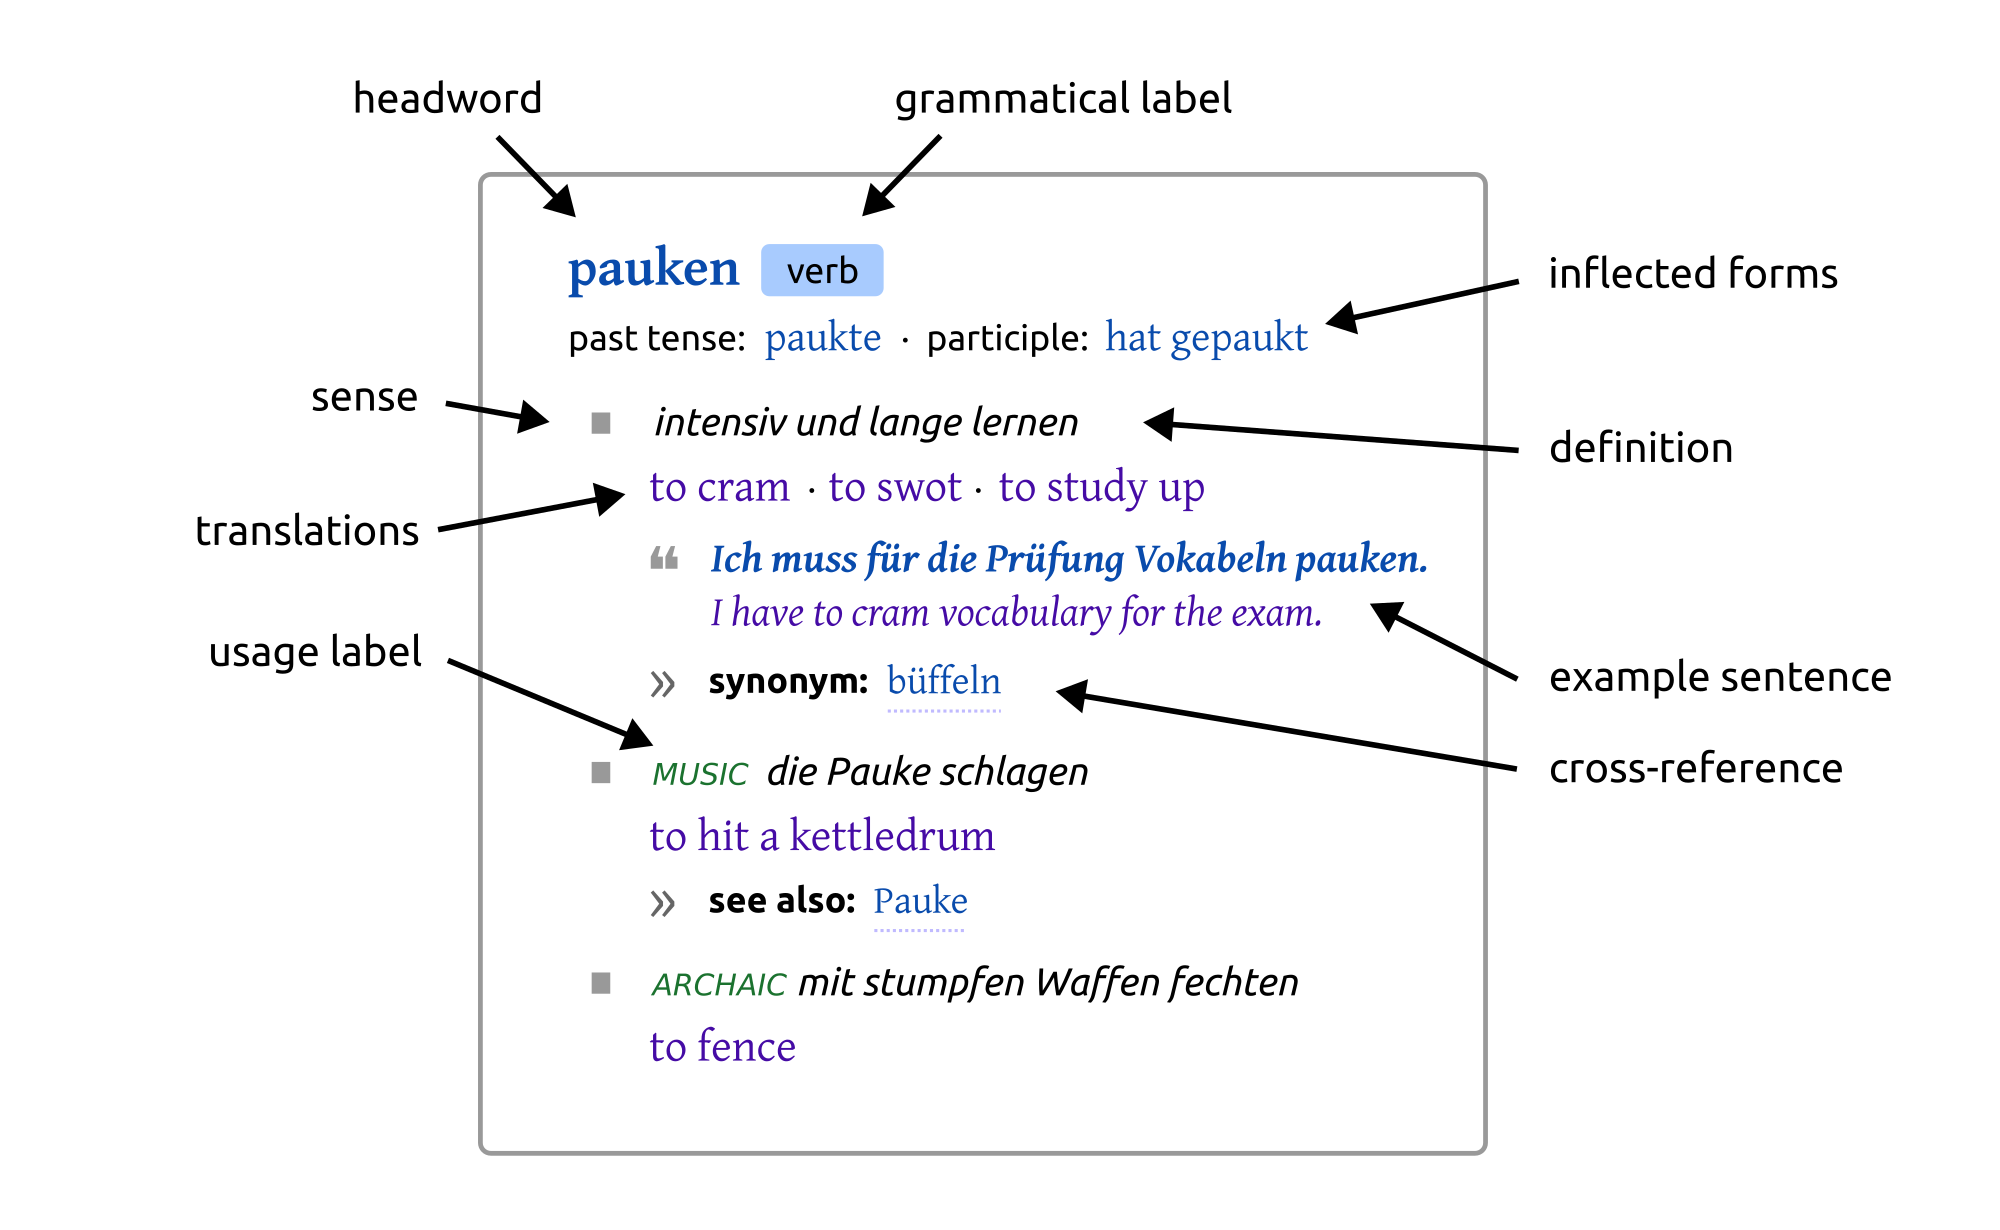 headword
grammatical label
pauken verb
inflected forms
past tense: paukte · participle: hat gepaukt
sense
intensiv und lange lernen
definition
to cram · to swot · to study up
translations
❝ Ich muss für die Prüfung Vokabeln pauken.
I have to cram vocabulary for the exam.
usage label
example sentence
» synonym: büffeln
cross-reference
MUSIC die Pauke schlagen
to hit a kettledrum
» see also: Pauke
ARCHAIC mit stumpfen Waffen fechten
to fence